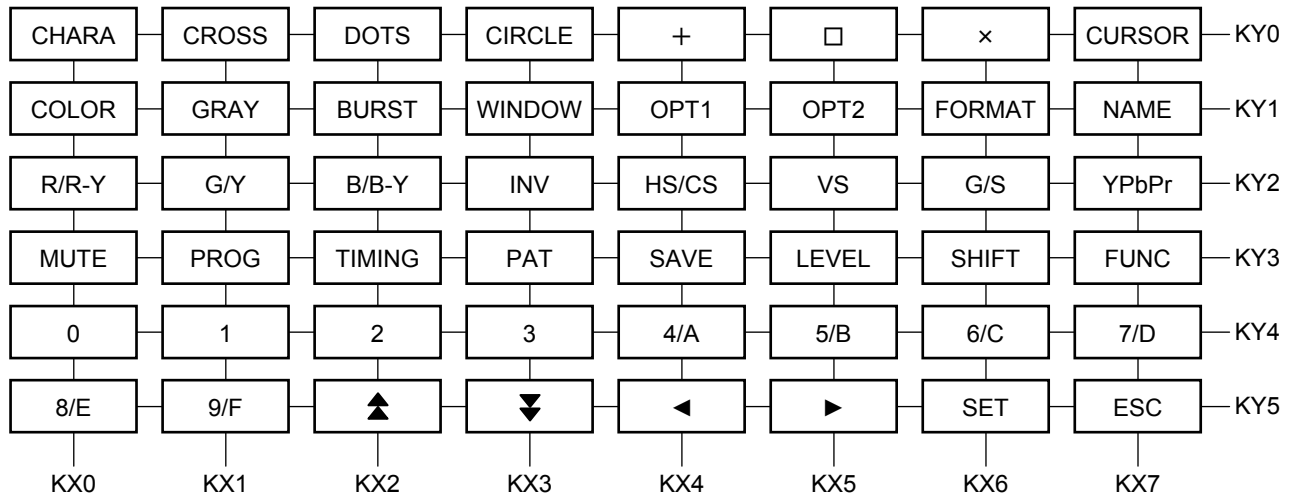 CHARA CROSS DOTS CIRCLE + □ × CURSOR KY0
COLOR GRAY BURST WINDOW OPT1 OPT2 FORMAT NAME KY1
R/R-Y G/Y B/B-Y INV HS/CS VS G/S YPbPr KY2
MUTE PROG TIMING PAT SAVE LEVEL SHIFT FUNC KY3
0 1 2 3 4/A 5/B 6/C 7/D KY4
8/E 9/F ◄ ► SET ESC KY5
KX0 KX1 KX2 KX3 KX4 KX5 KX6 KX7